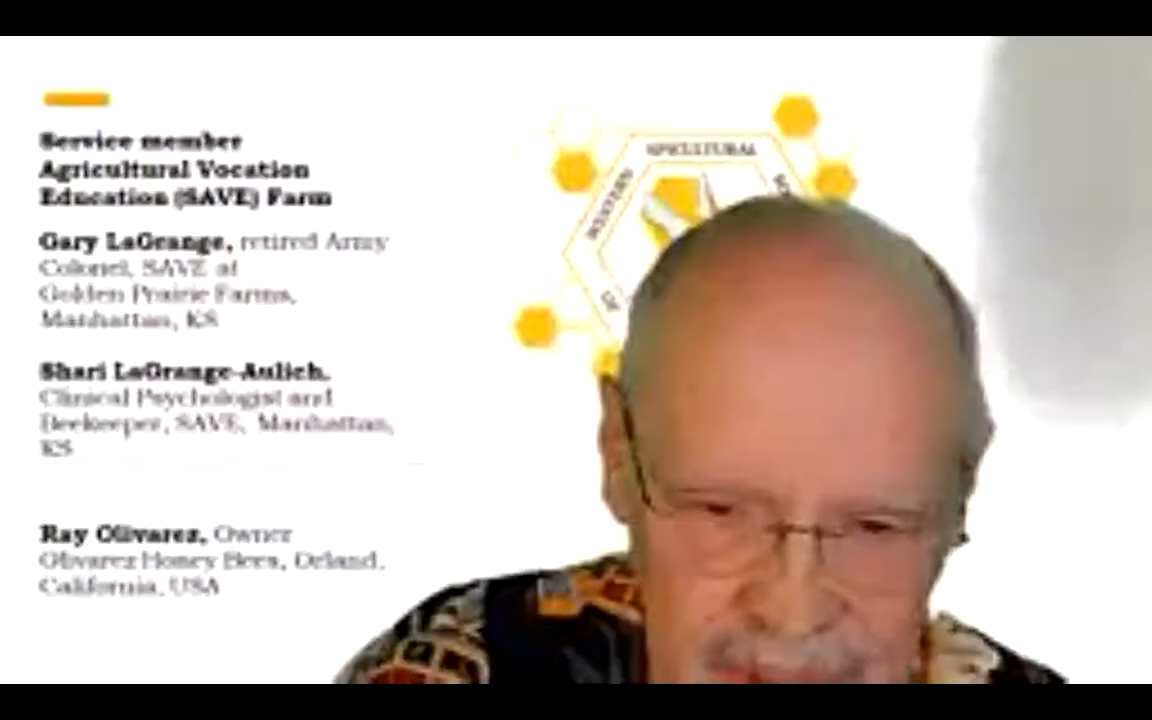 Service member
Agricultural Vocation
Education (SAVE) Farm
Gary LaGrange, retired Army
Colonel, SAVE at
Golden Prairie Farms,
Manhattan, KS
Shari LaGrange-Aulich,
Clinical Psychologist and
Beekeeper, SAVE, Manhattan,
KS
Ray Olivarez, Owner
Olivarez Honey Bees, Orland,
California, USA
WESTERN
APICULTURAL